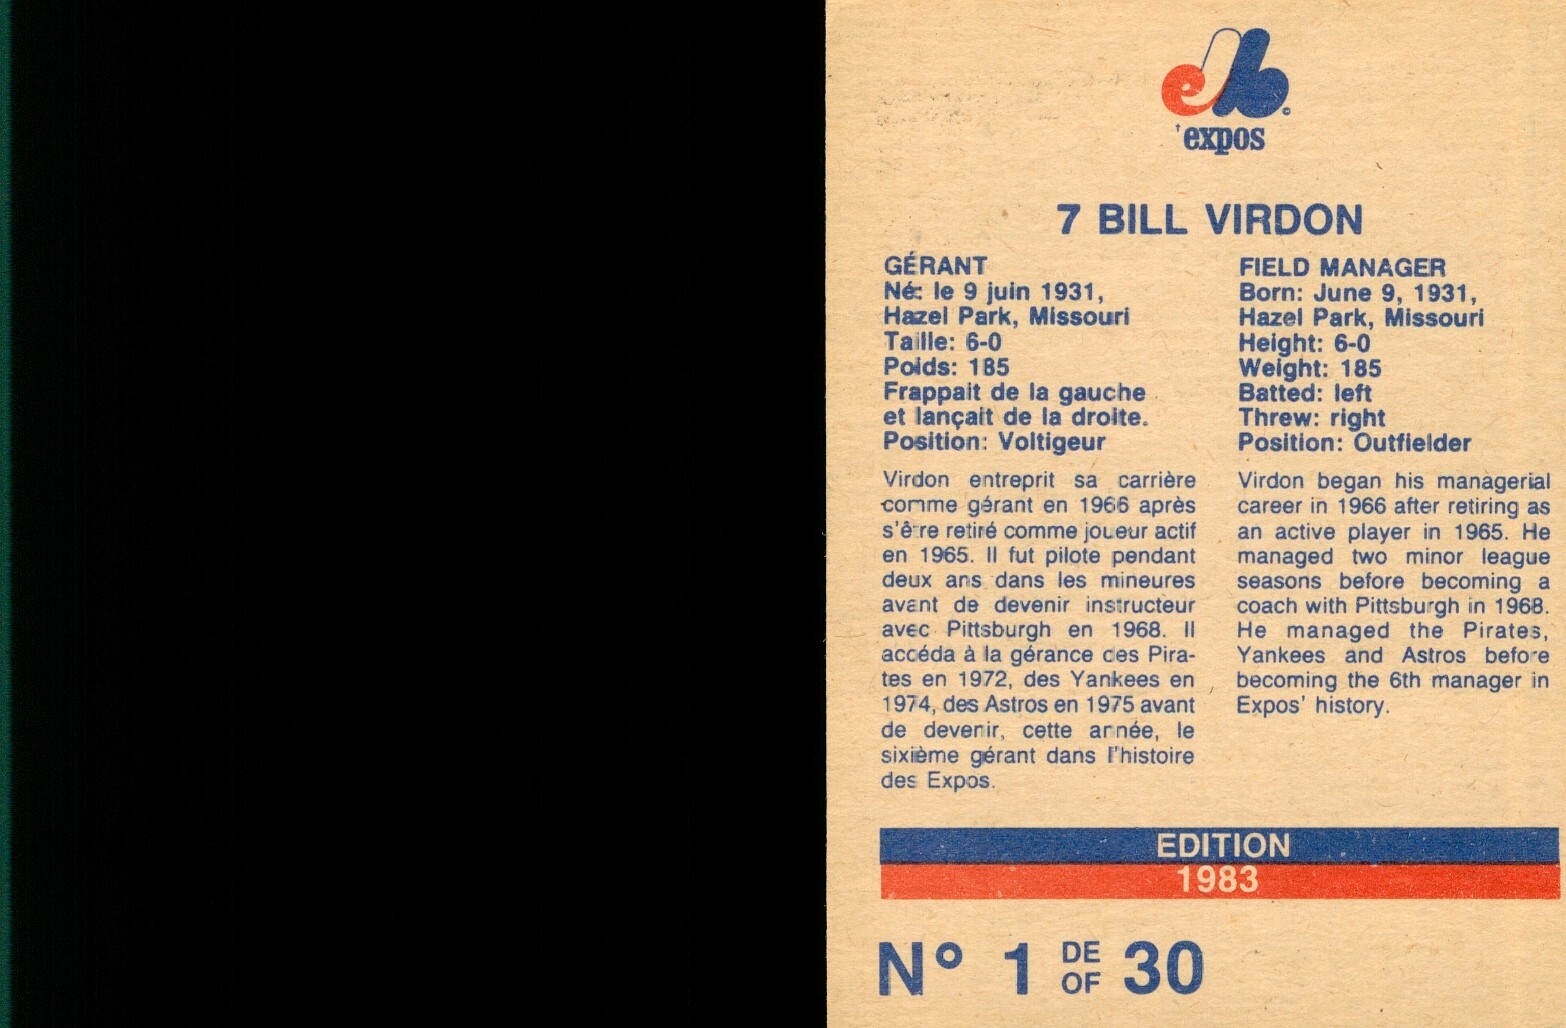 expos
7 BILL VIRDON
GÉRANT
Né: le 9 juin 1931,
Hazel Park, Missouri
Taille: 6-0
Poids: 185
Frappait de la gauche
et lançait de la droite.
Position: Voltigeur
Virdon entreprit sa carrière
comme gérant en 1966 après
s'être retiré comme joueur actif
en 1965. Il fut pilote pendant
deux ans dans les mineures
avant de devenir instructeur
avec Pittsburgh en 1968. Il
accéda à la gérance des Pira-
tes en 1972, des Yankees en
1974, des Astros en 1975 avant
de devenir, cette année, le
sixième gérant dans l'histoire
des Expos.
FIELD MANAGER
Born: June 9, 1931,
Hazel Park, Missouri
Height: 6-0
Weight: 185
Batted: left
Threw: right
Position: Outfielder
Virdon began his managerial
career in 1966 after retiring as
an active player in 1965. He
managed two minor league
seasons before becoming a
coach with Pittsburgh in 1968.
He managed the Pirates,
Yankees and Astros before
becoming the 6th manager in
Expos' history.
EDITION
1983
N° 1 DE OF 30